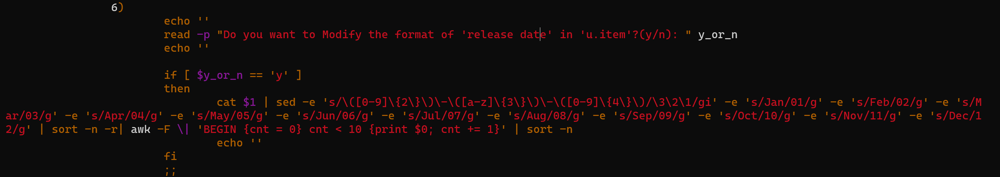 6)
echo ''
read -p "Do you want to Modify the format of 'release date' in 'u.item'?(y/n): " y_or_n
echo ''
if [ $y_or_n == 'y' ]
then
cat $1 | sed -e 's/\([0-9]\{2\}\)\-\([a-z]\{3\}\)\-\([0-9]\{4\}\)/\3\2\1/gi' -e 's/Jan/01/g' -e 's/Feb/02/g' -e 's/M
ar/03/g' -e 's/Apr/04/g' -e 's/May/05/g' -e 's/Jun/06/g' -e 's/Jul/07/g' -e 's/Aug/08/g' -e 's/Sep/09/g' -e 's/Oct/10/g' -e 's/Nov/11/g' -e 's/Dec/1
2/g' | sort -n -r| awk -F \| 'BEGIN {cnt = 0} cnt < 10 {print $0; cnt += 1}' | sort -n
echo ''
fi
;;